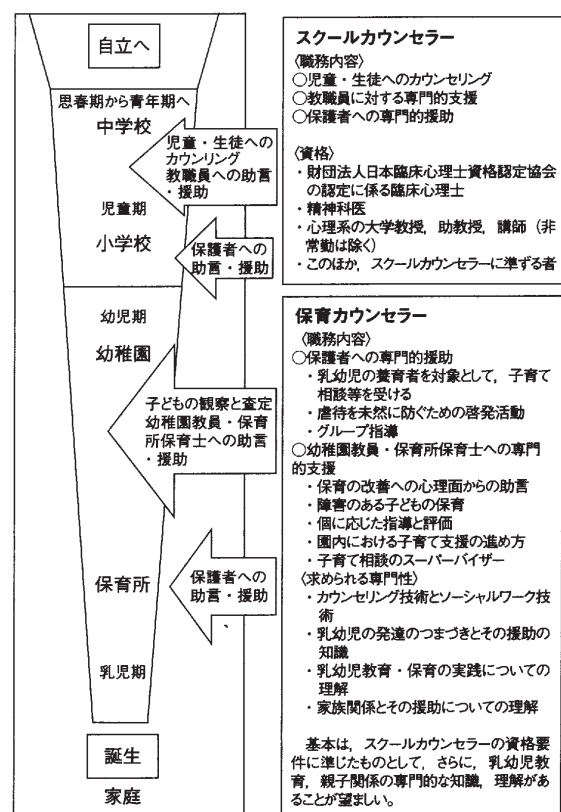 自立へ
思春期から青年期へ
中学校
児童・生徒への
カウンリング
教職員への助言
・援助
児童期
小学校
保護者への
助言・援助
幼児期
幼稚園
子どもの観察と査定
幼稚園教員・保育
所保育士への助言
・援助
保育所
保護者への
助言・援助
乳児期
誕生
家庭
スクールカウンセラー
〈職務内容〉
○児童・生徒へのカウンセリング
○教職員に対する専門的支援
○保護者への専門的援助
〈資格〉
・財団法人日本臨床心理士資格認定協会
の認定に係る臨床心理士
・精神科医
・心理系の大学教授，助教授，講師（非
常勤は除く）
・このほか，スクールカウンセラーに準ずる者
保育カウンセラー
〈職務内容〉
○保護者への専門的援助
・乳幼児の養育者を対象として，子育て
相談等を受ける
・虐待を未然に防ぐための啓発活動
・グループ指導
○幼稚園教員・保育所保育士への専門
的支援
・保育の改善への心理面からの助言
・障害のある子どもの保育
・個に応じた指導と評価
・園内における子育て支援の進め方
・子育て相談のスーパーバイザー
〈求められる専門性〉
・カウンセリング技術とソーシャルワーク技
術
・乳幼児の発達のつまづきとその援助の
知識
・乳幼児教育・保育の実践についての
理解
・家族関係とその援助についての理解
基本は，スクールカウンセラーの資格要
件に準じたものとして，さらに，乳幼児教
育，親子関係の専門的な知識，理解があ
ることが望ましい。